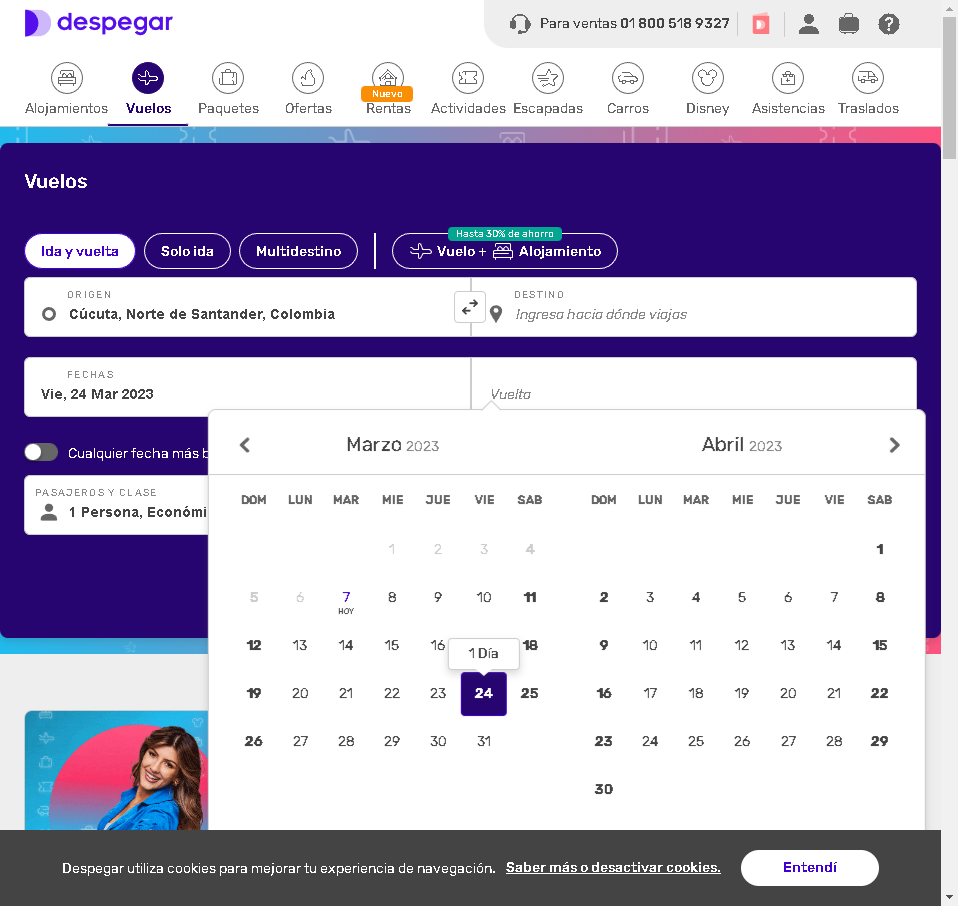 despegar
Para ventas 01 800 518 9327
Nuevo
Alojamientos Vuelos Paquetes Ofertas Rentas Actividades Escapadas Carros Disney Asistencias Traslados
Vuelos
Hasta 30% de ahorro
Ida y vuelta Solo ida Multidestino Vuelo + Alojamiento
ORIGEN DESTINO
Cúcuta, Norte de Santander, Colombia Ingresa hacia dónde viajas
FECHAS
Vie, 24 Mar 2023 Vuelta
Marzo 2023 Abril 2023
Cualquier fecha más b
PASAJEROS Y CLASE
1 Persona, Económi
DOM LUN MAR MIE JUE VIE SAB DOM LUN MAR MIE JUE VIE SAB
1 2 3 4 1
5 6 7 8 9 10 11 2 3 4 5 6 7 8
HOY
12 13 14 15 16 18 9 10 11 12 13 14 15
1 Día
19 20 21 22 23 24 25 16 17 18 19 20 21 22
26 27 28 29 30 31 23 24 25 26 27 28 29
30
Despegar utiliza cookies para mejorar tu experiencia de navegación. Saber más o desactivar cookies. Entendí